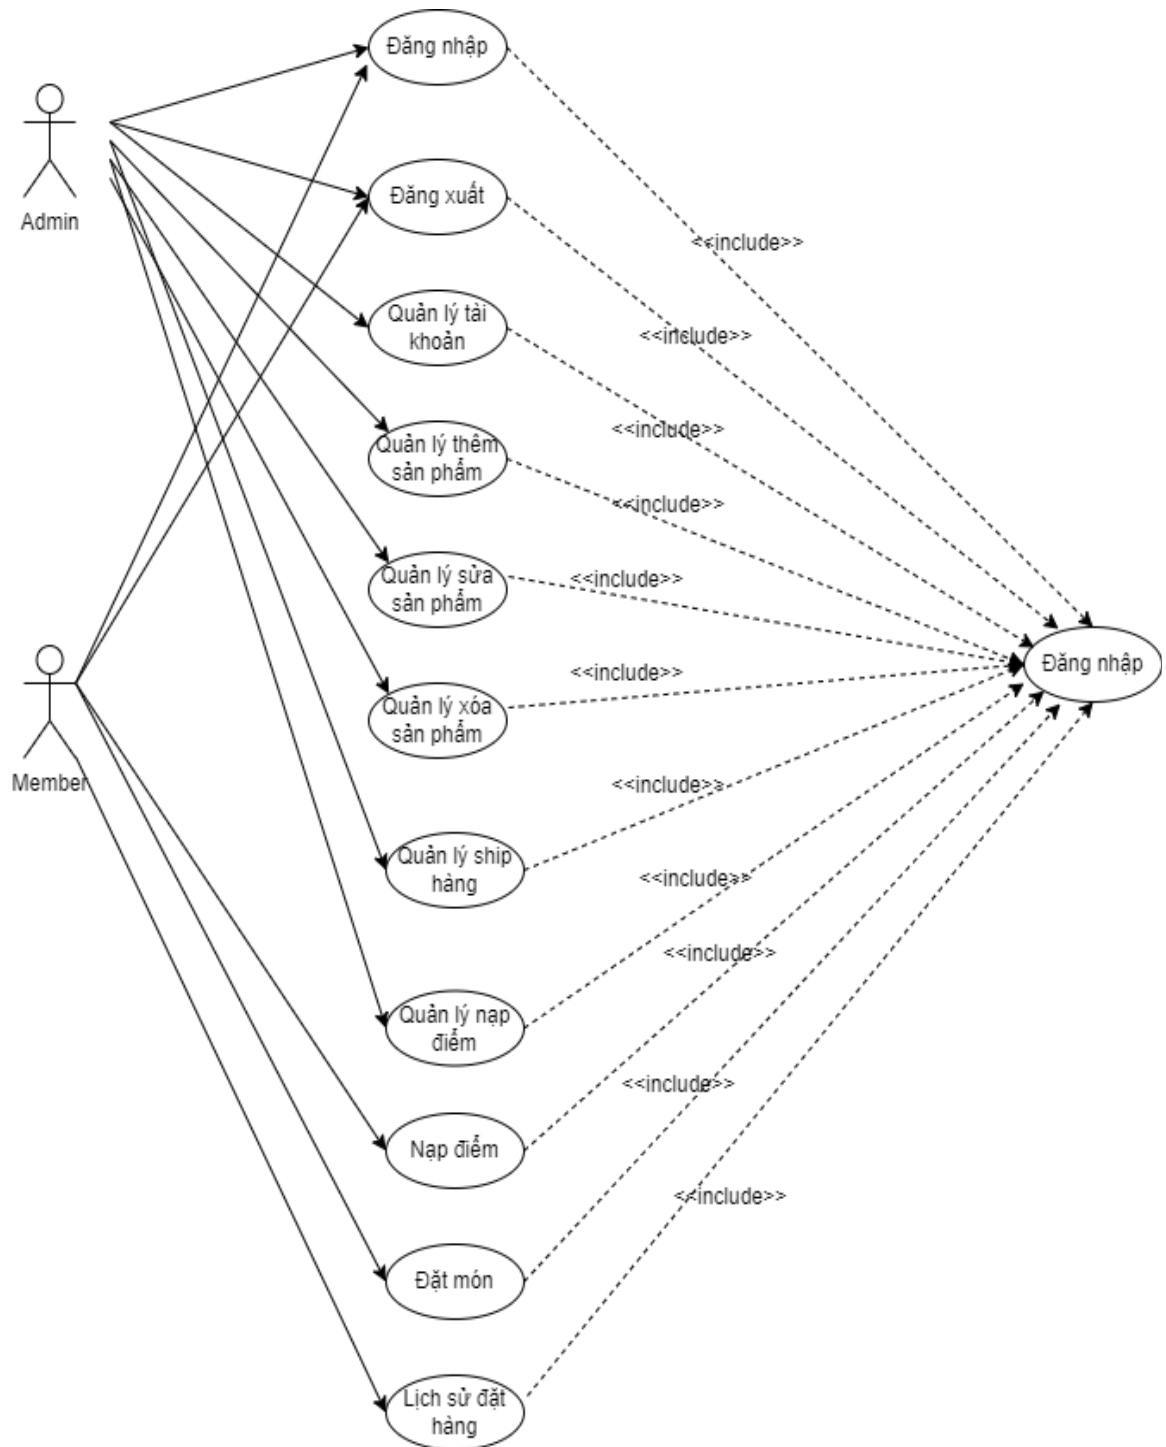 Đăng nhập
Admin
Đăng xuất
<<include>>
Quản lý tài
khoản
<<include>>
<<include>>
Quản lý thêm
sản phẩm
<<include>>
Quản lý sửa
sản phẩm
<<include>>
Đăng nhập
Member
Quản lý xóa
sản phẩm
<<include>>
<<include>>
Quản lý ship
hàng
<<include>>
<<include>>
Quản lý nạp
điểm
<<include>>
Nạp điểm
<<include>>
Đặt món
Lịch sử đặt
hàng